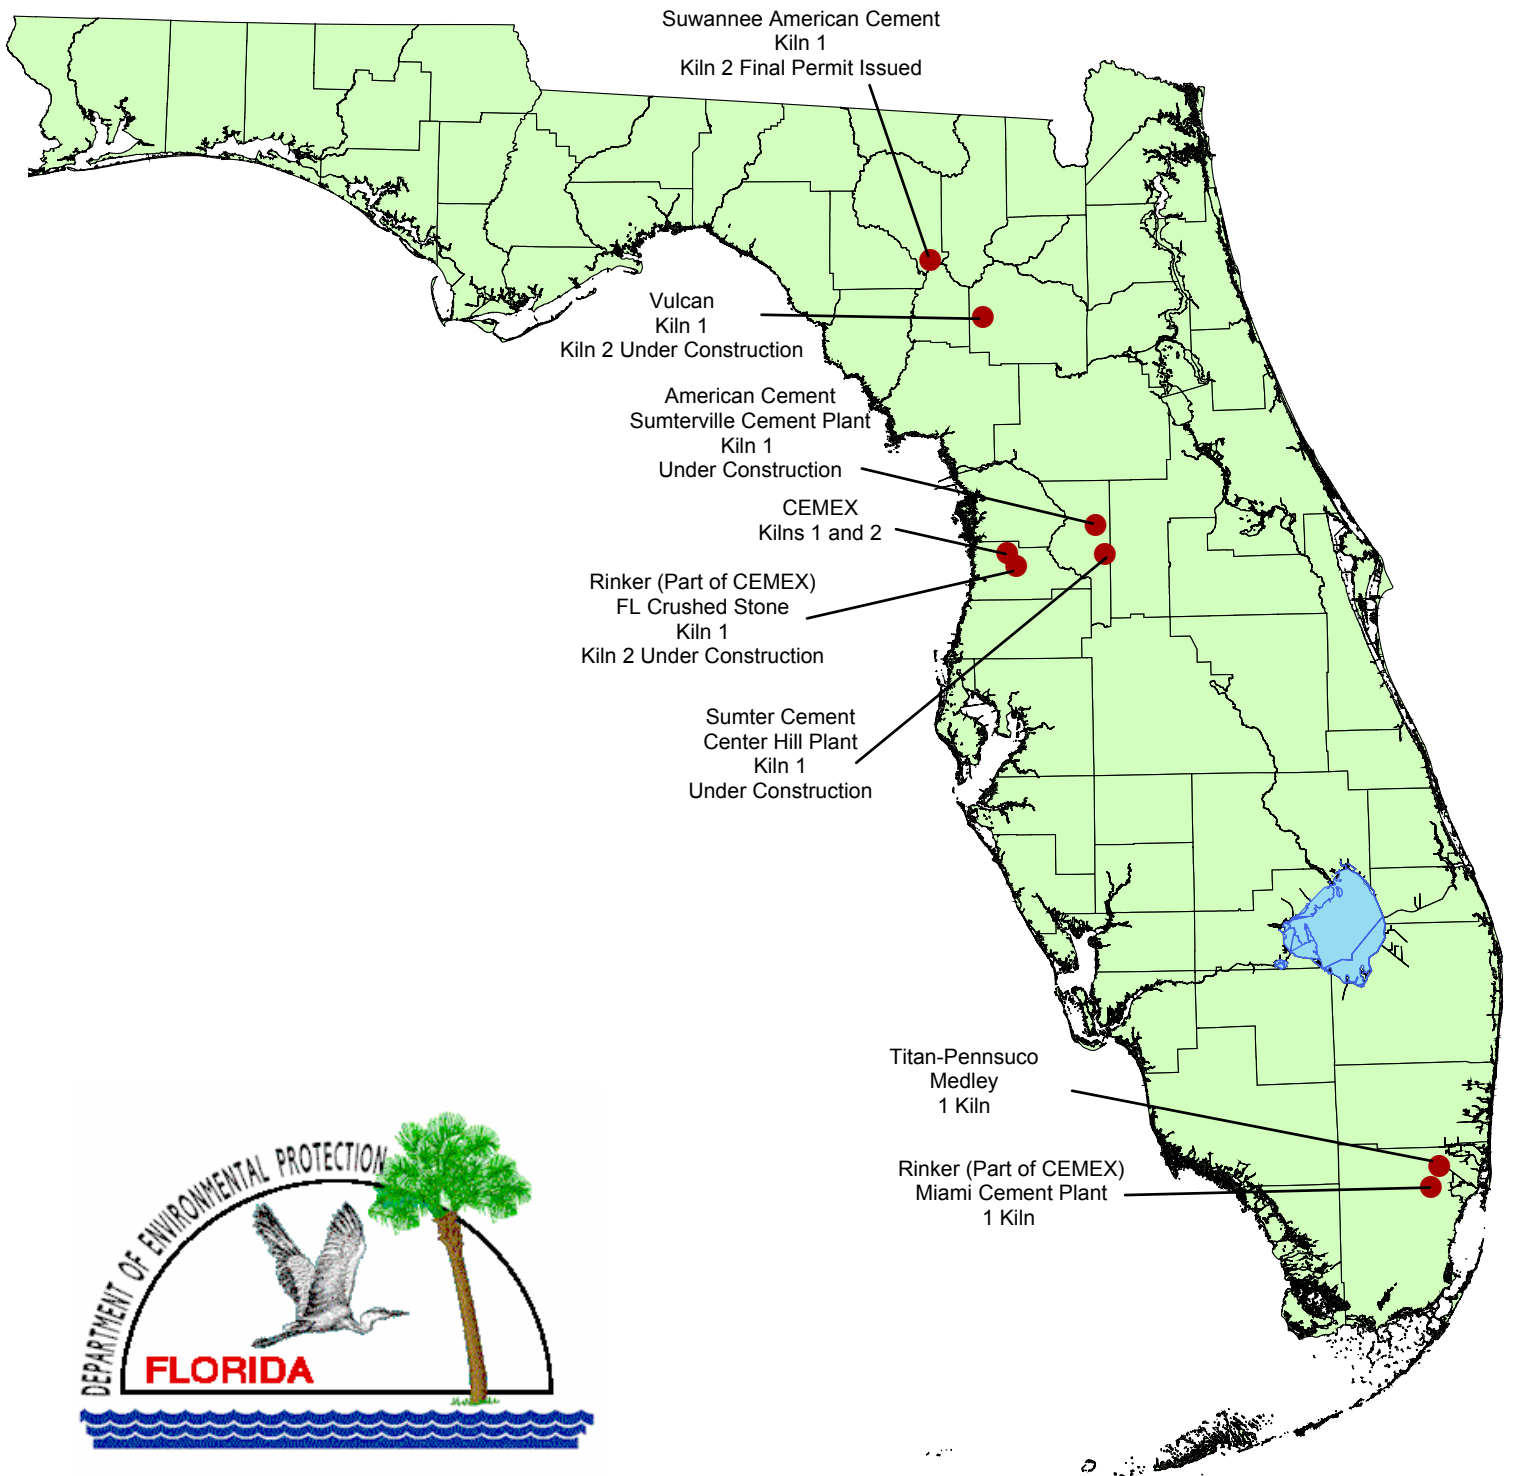 Suwannee American Cement
Kiln 1
Kiln 2 Final Permit Issued
Vulcan
Kiln 1
Kiln 2 Under Construction
American Cement
Sumterville Cement Plant
Kiln 1
Under Construction
CEMEX
Kilns 1 and 2
Rinker (Part of CEMEX)
FL Crushed Stone
Kiln 1
Kiln 2 Under Construction
Sumter Cement
Center Hill Plant
Kiln 1
Under Construction
Titan-Pennsuco
Medley
1 Kiln
Rinker (Part of CEMEX)
Miami Cement Plant
1 Kiln
DEPARTMENT OF ENVIRONMENTAL PROTECTION
FLORIDA